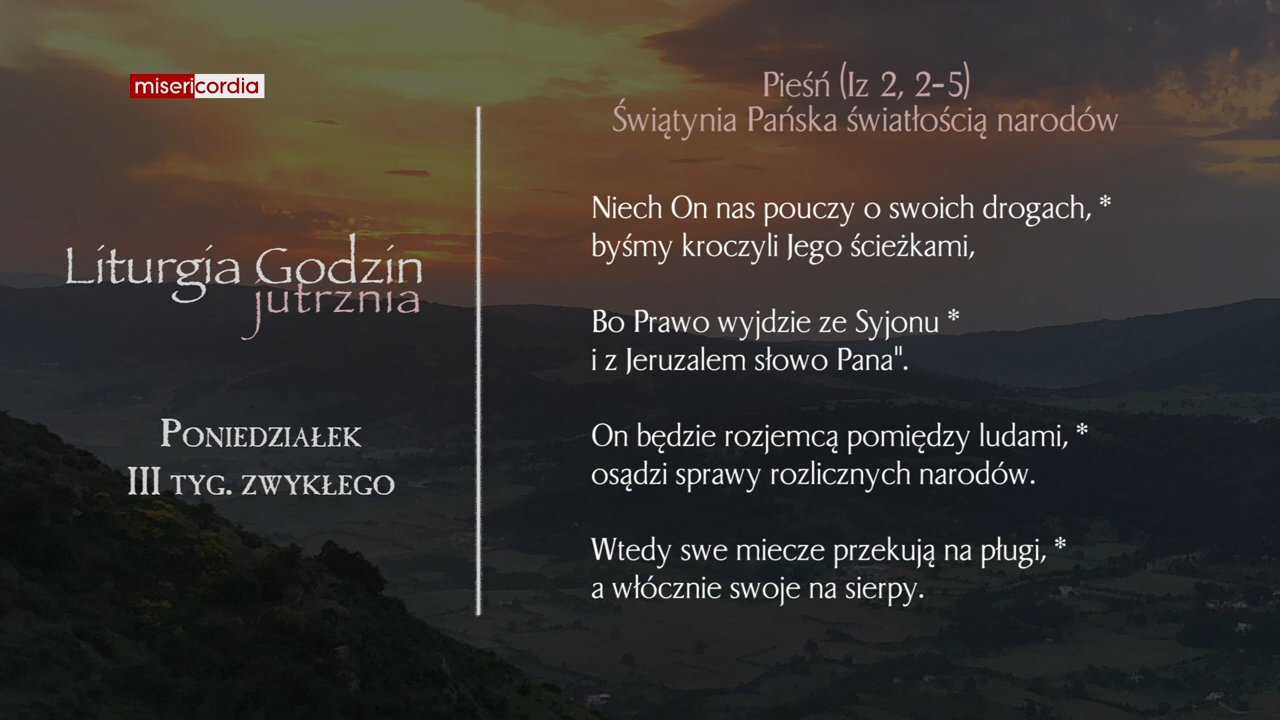 misericordia
Liturgia Godzin
jutrznia
Poniedziałek
III tyg. zwykłego
Pieśń (Iz 2, 2-5)
Świątynia Pańska światłością narodów
Niech On nas pouczy o swoich drogach, *
byśmy kroczyli Jego ścieżkami,
Bo Prawo wyjdzie ze Syjonu *
i z Jeruzalem słowo Pana".
On będzie rozjemcą pomiędzy ludami, *
osądzi sprawy rozlicznych narodów.
Wtedy swe miecze przekują na pługi, *
a włócznie swoje na sierpy.